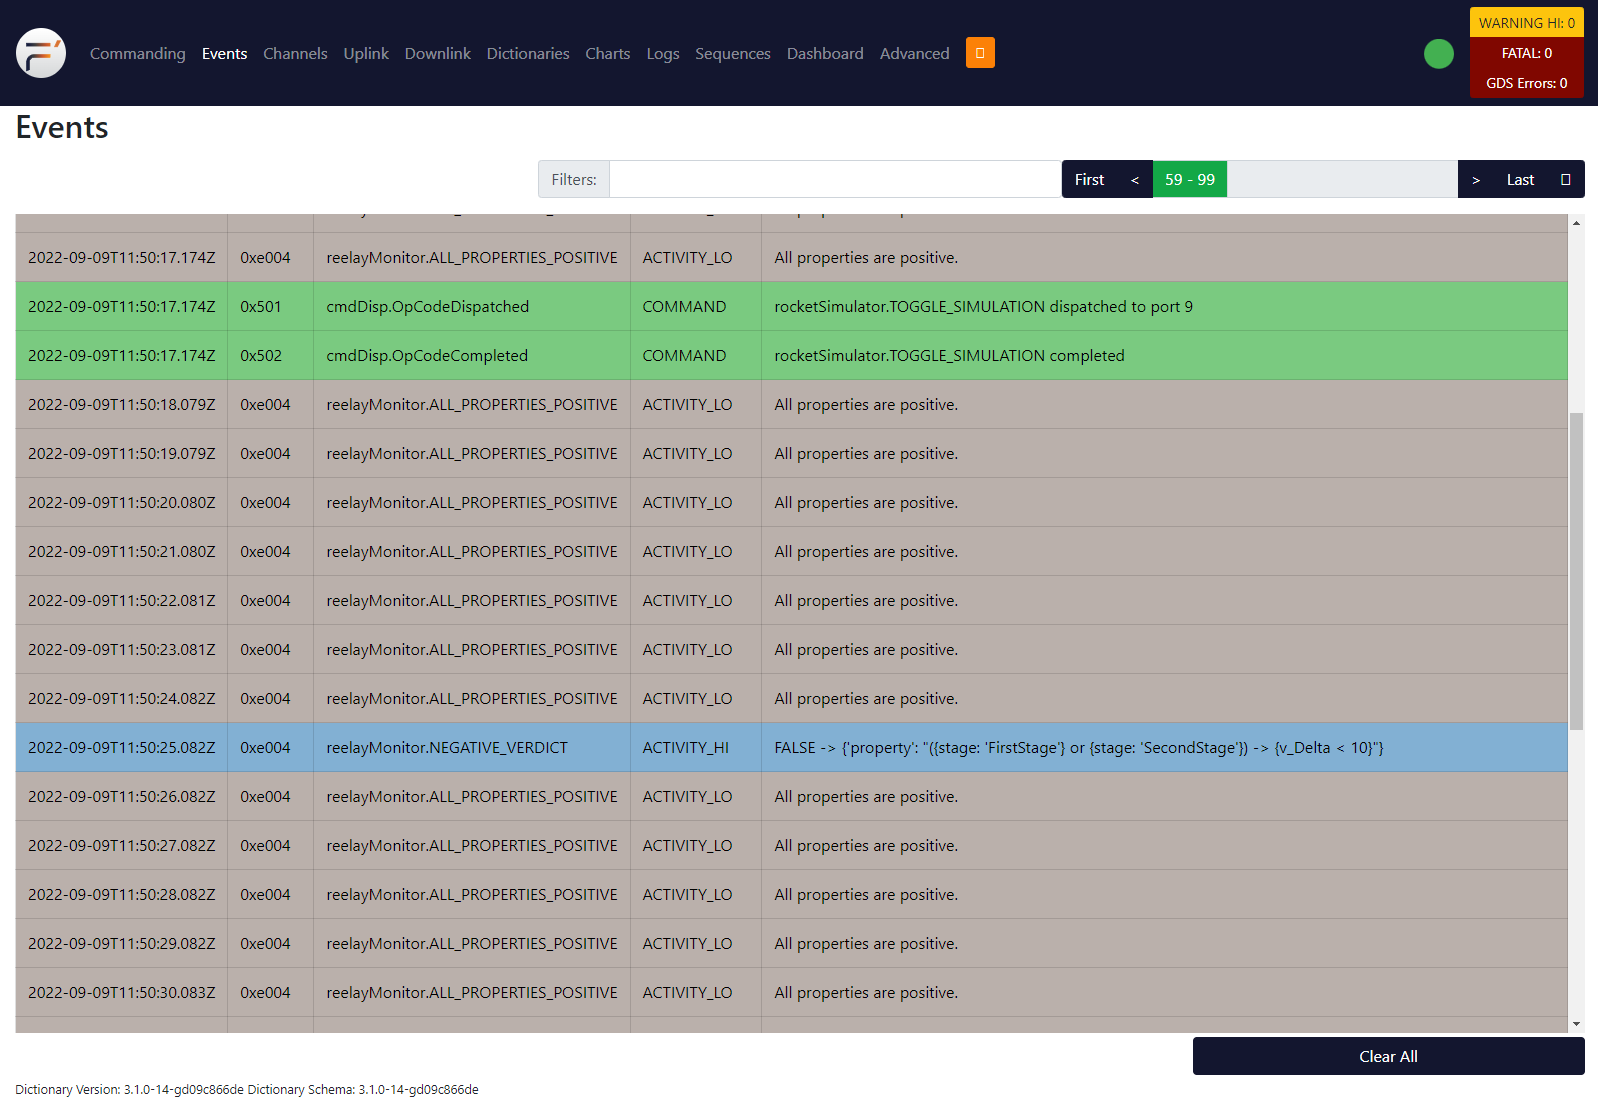 Commanding Events Channels Uplink Downlink Dictionaries Charts Logs Sequences Dashboard Advanced
WARNING HI: 0
FATAL: 0
GDS Errors: 0
Events
Filters: First < 59 - 99 > Last
2022-09-09T11:50:17.174Z 0xe004 reelayMonitor.ALL_PROPERTIES_POSITIVE ACTIVITY_LO All properties are positive.
2022-09-09T11:50:17.174Z 0x501 cmdDisp.OpCodeDispatched COMMAND rocketSimulator.TOGGLE_SIMULATION dispatched to port 9
2022-09-09T11:50:17.174Z 0x502 cmdDisp.OpCodeCompleted COMMAND rocketSimulator.TOGGLE_SIMULATION completed
2022-09-09T11:50:18.079Z 0xe004 reelayMonitor.ALL_PROPERTIES_POSITIVE ACTIVITY_LO All properties are positive.
2022-09-09T11:50:19.079Z 0xe004 reelayMonitor.ALL_PROPERTIES_POSITIVE ACTIVITY_LO All properties are positive.
2022-09-09T11:50:20.080Z 0xe004 reelayMonitor.ALL_PROPERTIES_POSITIVE ACTIVITY_LO All properties are positive.
2022-09-09T11:50:21.080Z 0xe004 reelayMonitor.ALL_PROPERTIES_POSITIVE ACTIVITY_LO All properties are positive.
2022-09-09T11:50:22.081Z 0xe004 reelayMonitor.ALL_PROPERTIES_POSITIVE ACTIVITY_LO All properties are positive.
2022-09-09T11:50:23.081Z 0xe004 reelayMonitor.ALL_PROPERTIES_POSITIVE ACTIVITY_LO All properties are positive.
2022-09-09T11:50:24.082Z 0xe004 reelayMonitor.ALL_PROPERTIES_POSITIVE ACTIVITY_LO All properties are positive.
2022-09-09T11:50:25.082Z 0xe004 reelayMonitor.NEGATIVE_VERDICT ACTIVITY_HI FALSE -> {'property': "({stage: 'FirstStage'} or {stage: 'SecondStage'}) -> {v_Delta < 10}"}
2022-09-09T11:50:26.082Z 0xe004 reelayMonitor.ALL_PROPERTIES_POSITIVE ACTIVITY_LO All properties are positive.
2022-09-09T11:50:27.082Z 0xe004 reelayMonitor.ALL_PROPERTIES_POSITIVE ACTIVITY_LO All properties are positive.
2022-09-09T11:50:28.082Z 0xe004 reelayMonitor.ALL_PROPERTIES_POSITIVE ACTIVITY_LO All properties are positive.
2022-09-09T11:50:29.082Z 0xe004 reelayMonitor.ALL_PROPERTIES_POSITIVE ACTIVITY_LO All properties are positive.
2022-09-09T11:50:30.083Z 0xe004 reelayMonitor.ALL_PROPERTIES_POSITIVE ACTIVITY_LO All properties are positive.
Clear All
Dictionary Version: 3.1.0-14-gd09c866de Dictionary Schema: 3.1.0-14-gd09c866de